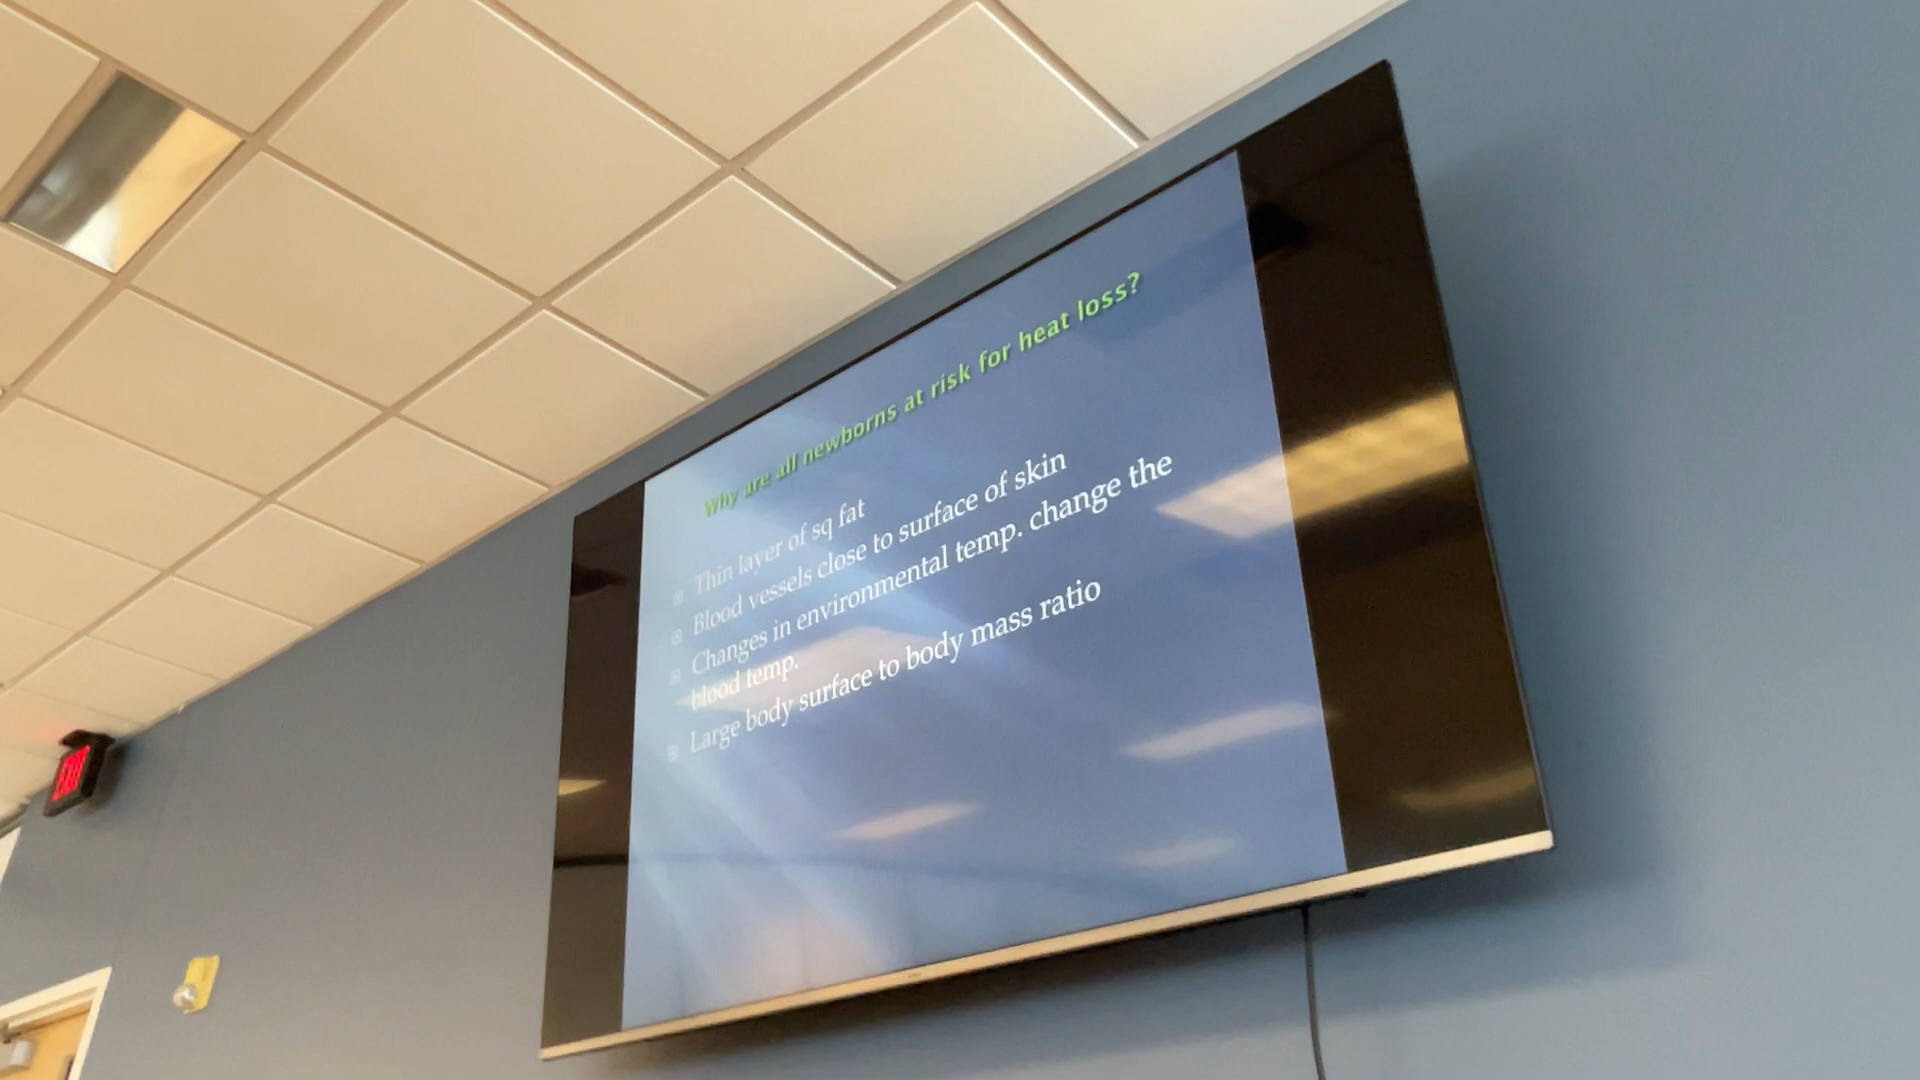 Why are all newborns at risk for heat loss?
Thin layer of sq fat
Blood vessels close to surface of skin
Changes in environmental temp. change the
blood temp.
Large body surface to body mass ratio